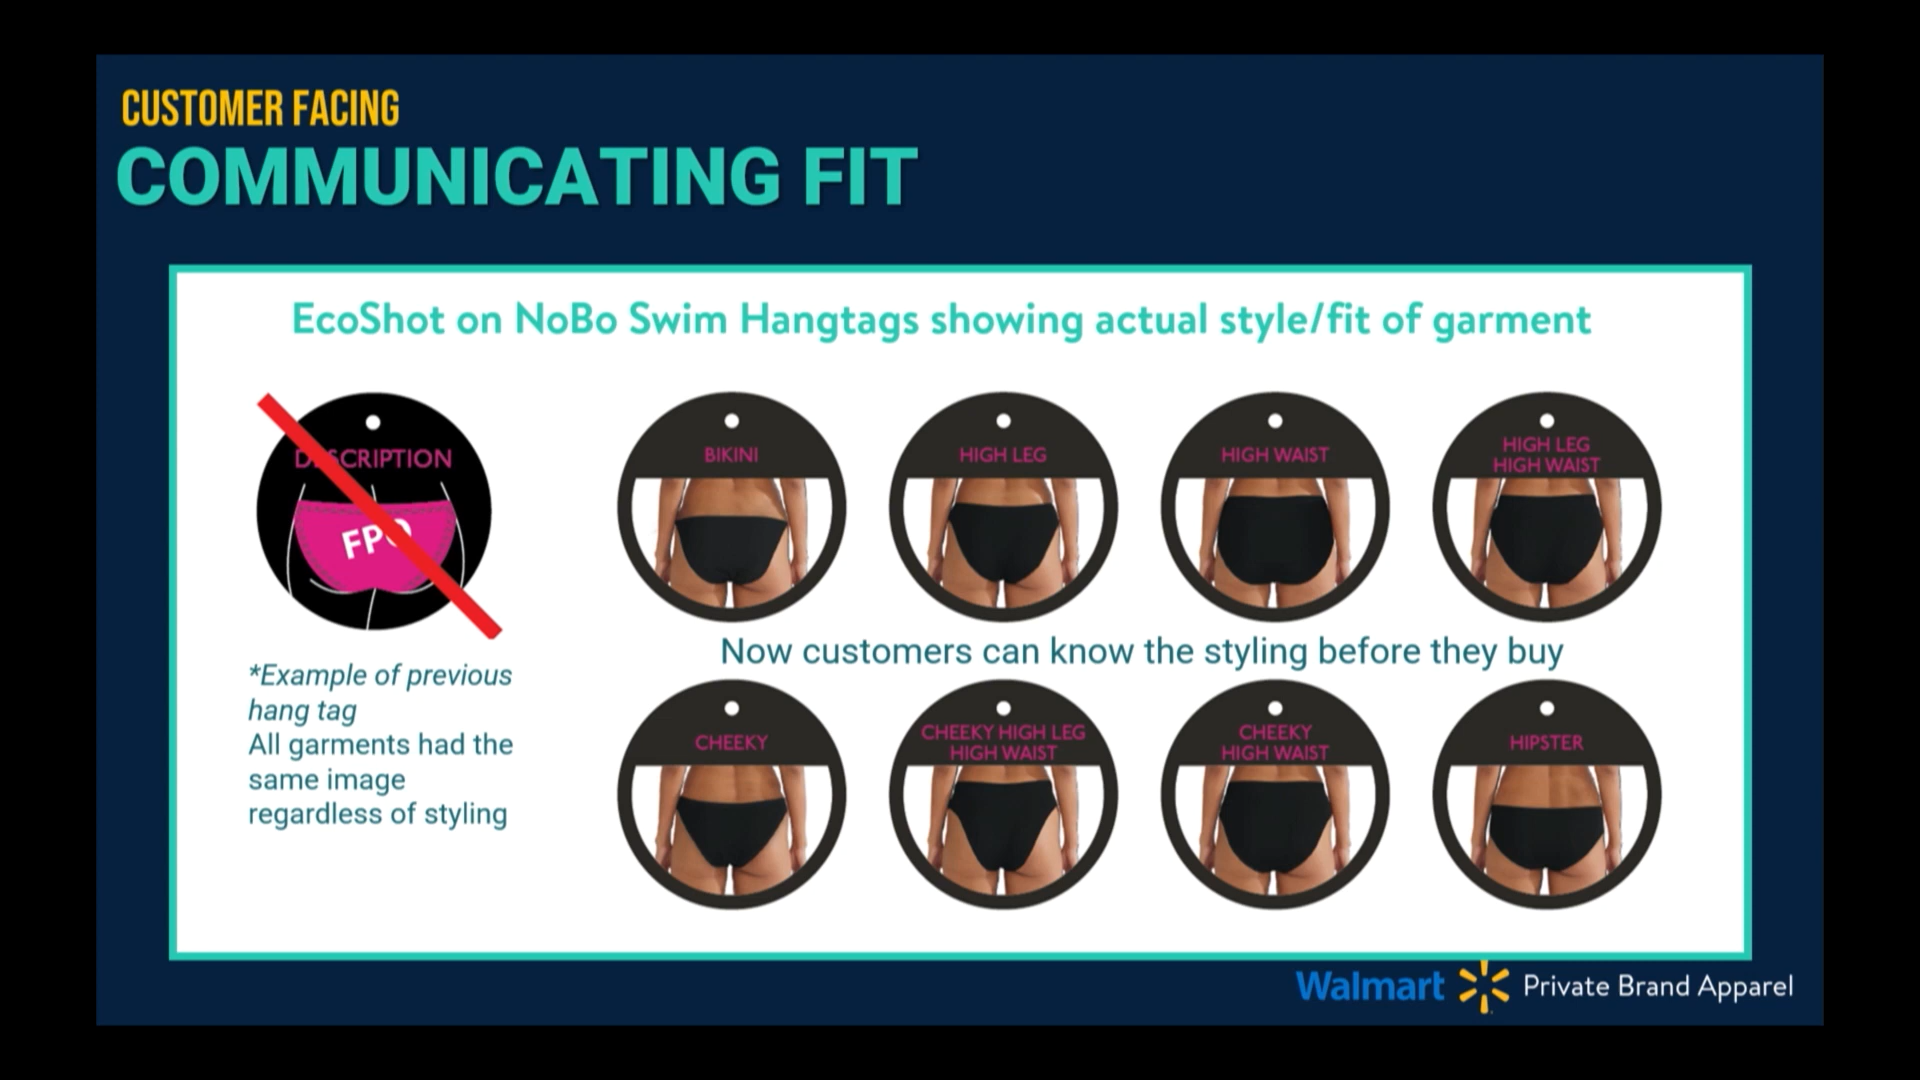 CUSTOMER FACING
COMMUNICATING FIT
EcoShot on NoBo Swim Hangtags showing actual style/fit of garment
DESCRIPTION
FPO
*Example of previous
hang tag
All garments had the
same image
regardless of styling
BIKINI
HIGH LEG
HIGH WAIST
HIGH LEG
HIGH WAIST
Now customers can know the styling before they buy
CHEEKY
CHEEKY HIGH LEG
HIGH WAIST
CHEEKY
HIGH WAIST
HIPSTER
Walmart Private Brand Apparel